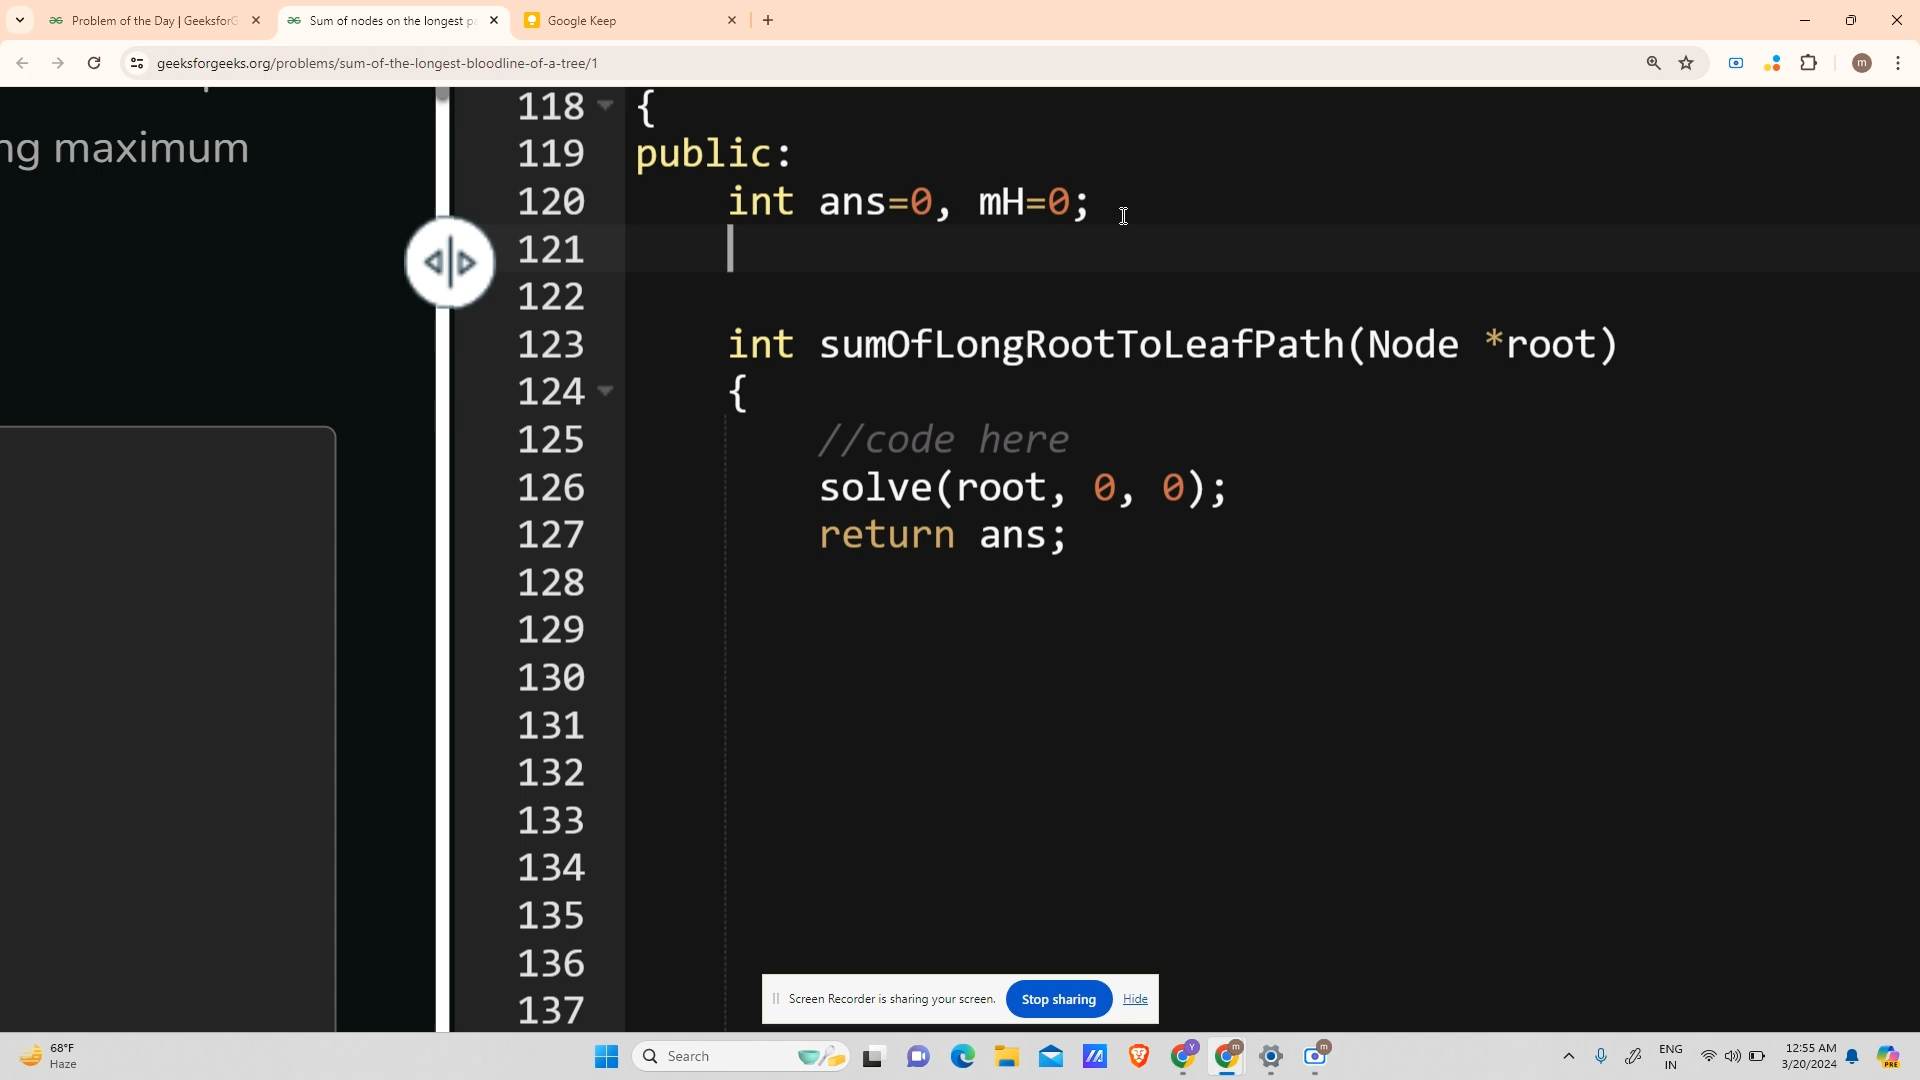 Problem of the Day | GeeksforG
Sum of nodes on the longest pa
Google Keep
geeksforgeeks.org/problems/sum-of-the-longest-bloodline-of-a-tree/1
m
ng maximum
118 {
119 public:
120 int ans=0, mH=0;
121
122
123 int sumOfLongRootToLeafPath(Node *root)
124 {
125 //code here
126 solve(root, 0, 0);
127 return ans;
128
129
130
131
132
133
134
135
136
137
Screen Recorder is sharing your screen. Stop sharing Hide
68°F
Haze
Search
Y
m
m
ENG
IN
12:55 AM
3/20/2024
PRE